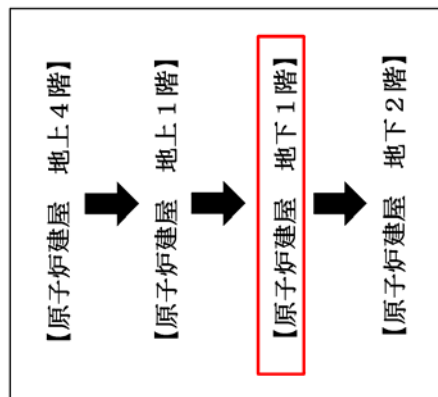 【原子炉建屋　地上４階】
【原子炉建屋　地上１階】
【原子炉建屋　地下１階】
【原子炉建屋　地下２階】